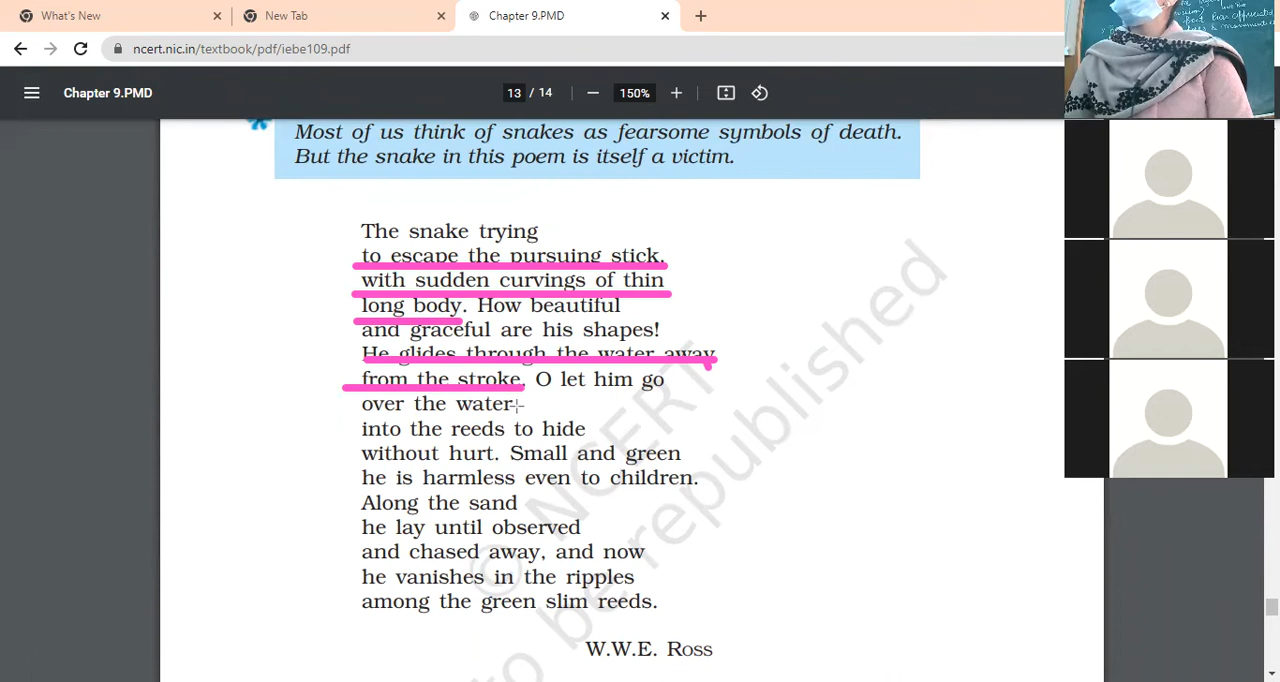 What's New
New Tab
Chapter 9.PMD
ncert.nic.in/textbook/pdf/iebe109.pdf
Chapter 9.PMD
13 / 14
150%
Most of us think of snakes as fearsome symbols of death.
But the snake in this poem is itself a victim.
The snake trying
to escape the pursuing stick,
with sudden curvings of thin
long body. How beautiful
and graceful are his shapes!
He glides through the water away
from the stroke. O let him go
over the water
into the reeds to hide
without hurt. Small and green
he is harmless even to children.
Along the sand
he lay until observed
and chased away, and now
he vanishes in the ripples
among the green slim reeds.
W.W.E. Ross
© NCERT
to be republished